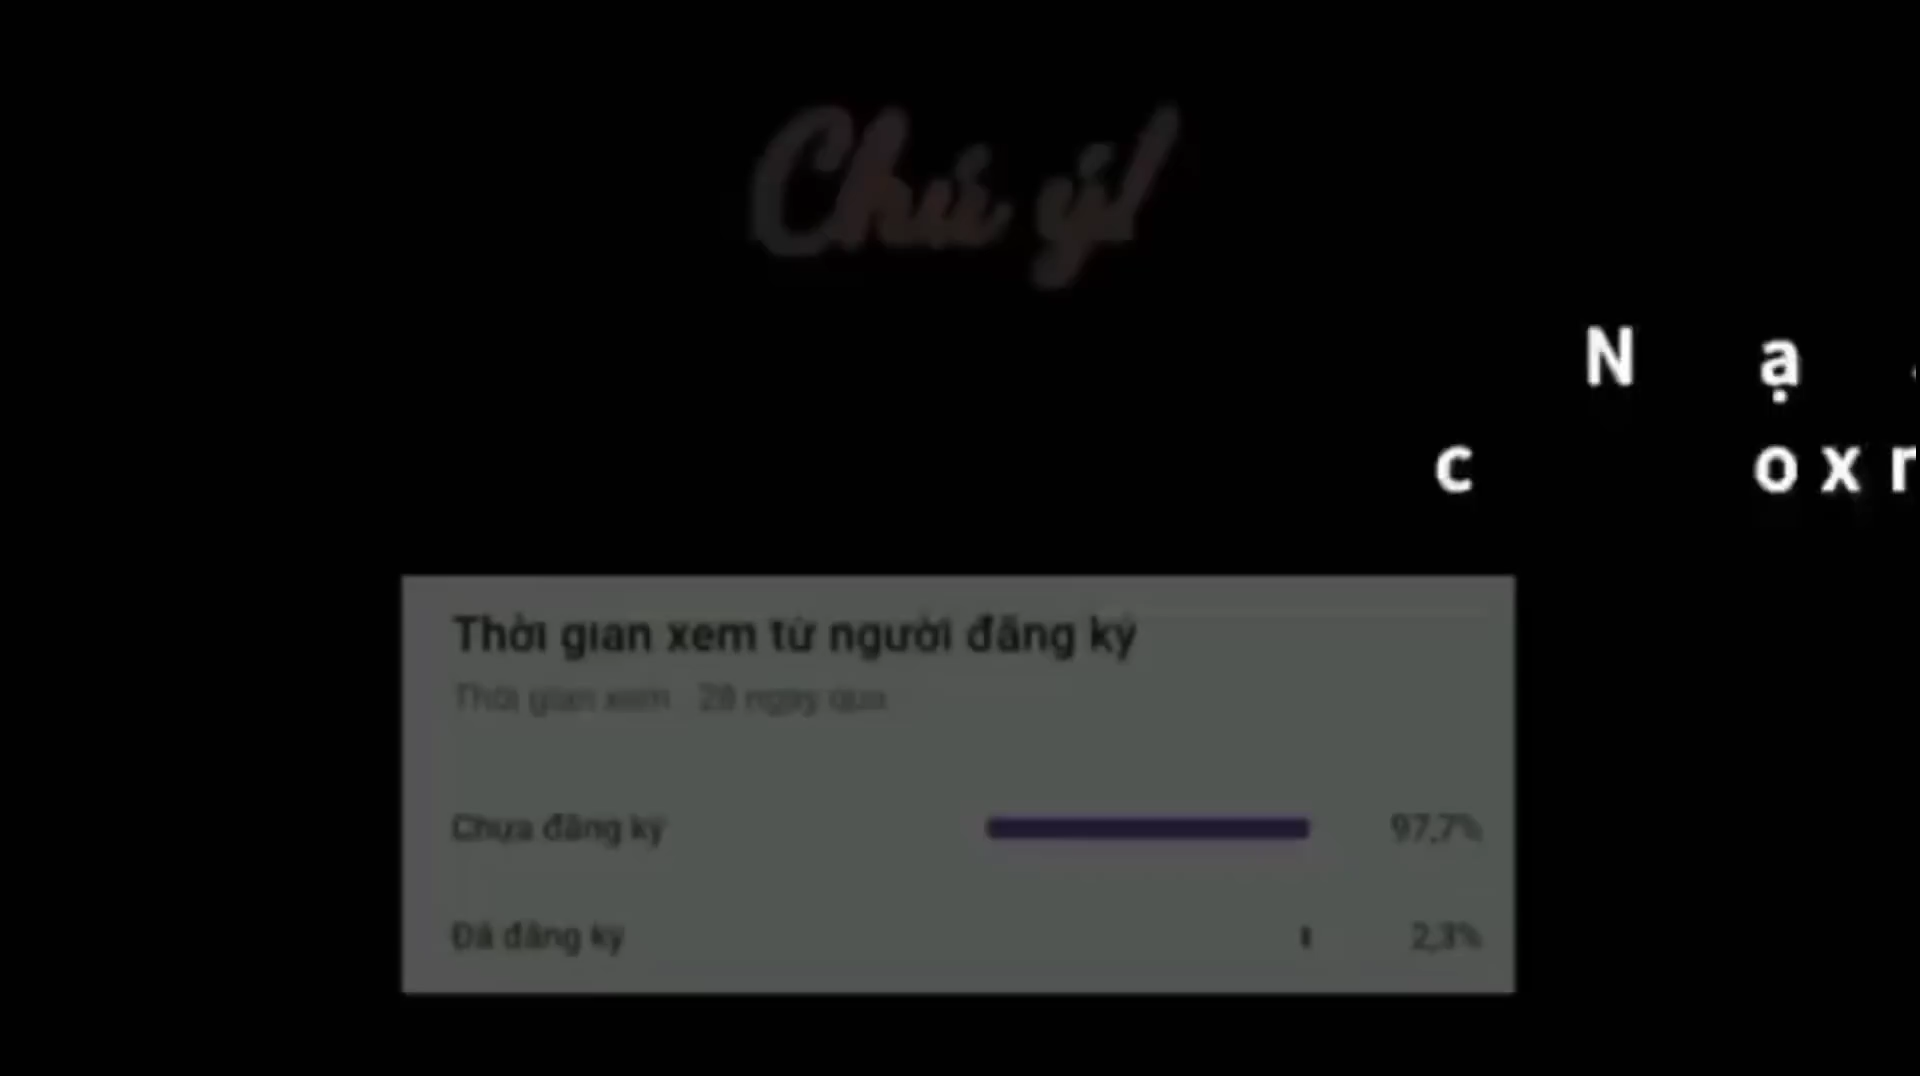 Chú ý!
N ạ
c oxr
Thời gian xem từ người đăng ký
Thời gian xem · 28 ngày qua
Chưa đăng ký 97,7%
Đã đăng ký 2,3%